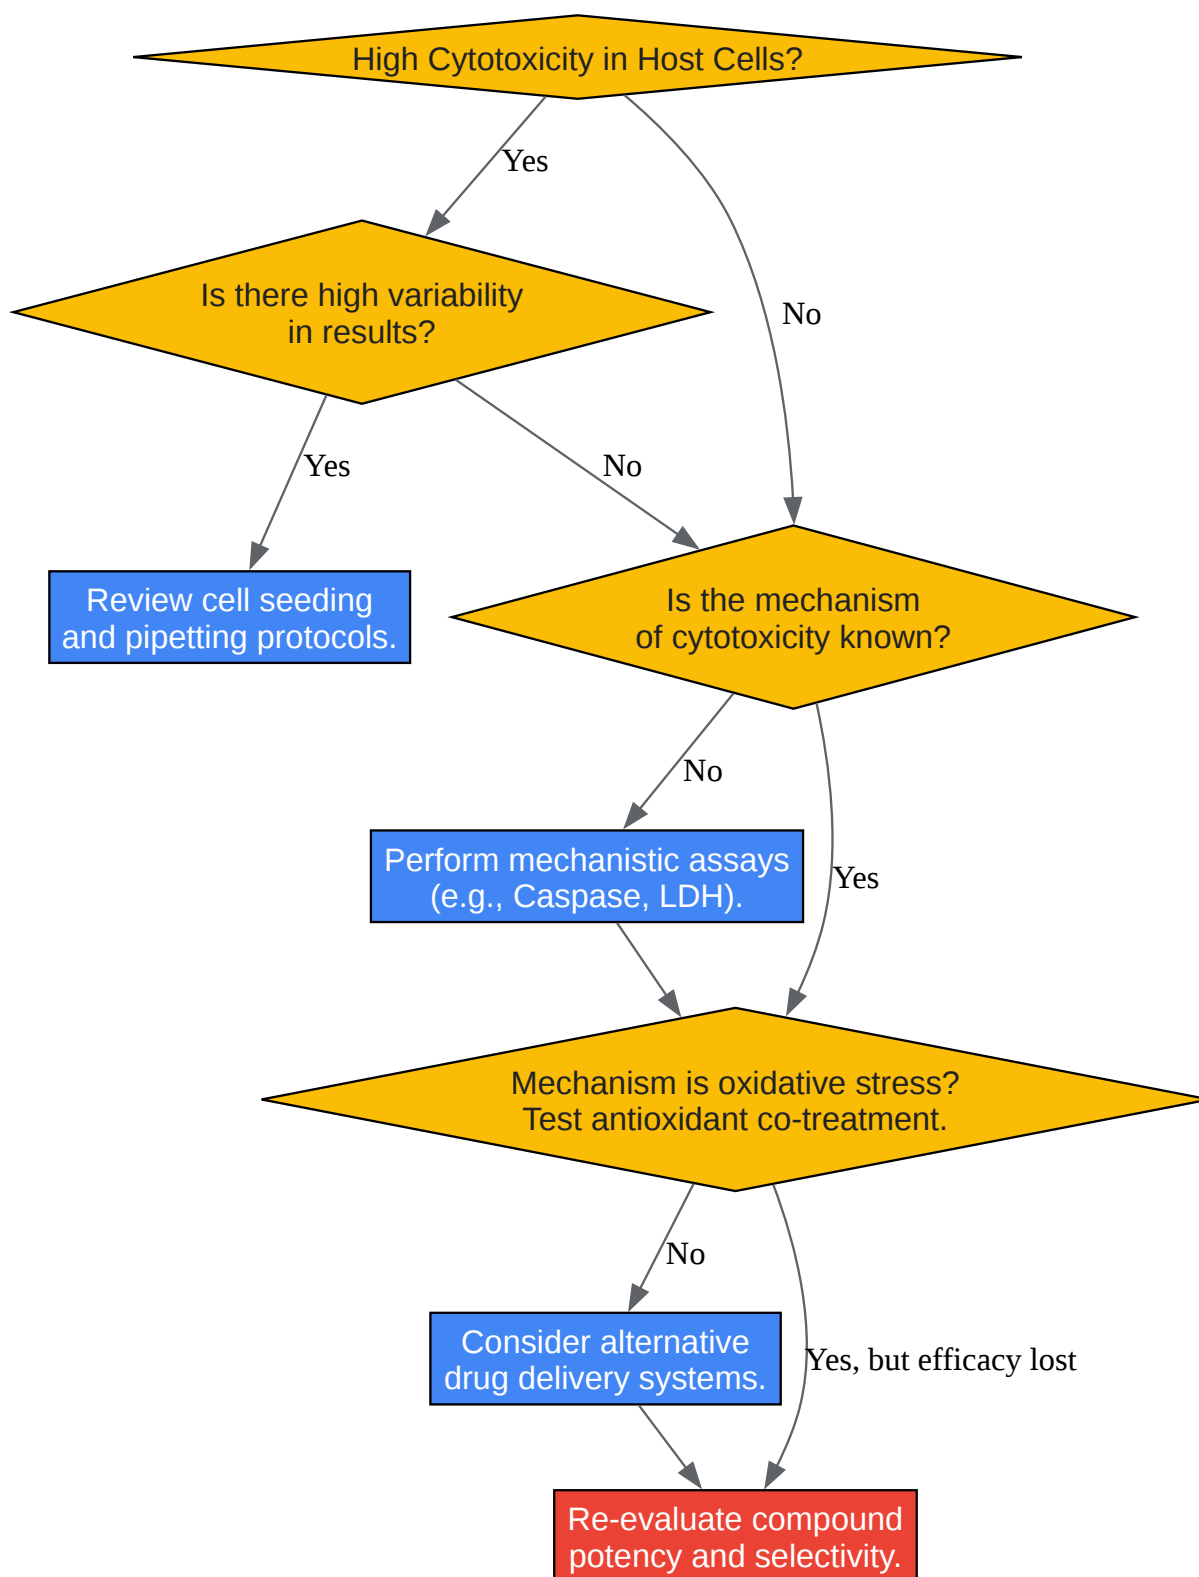 High Cytotoxicity in Host Cells?
Yes
No
Is there high variability
in results?
Yes
No
Review cell seeding
and pipetting protocols.
Is the mechanism
of cytotoxicity known?
No
Yes
Perform mechanistic assays
(e.g., Caspase, LDH).
Mechanism is oxidative stress?
Test antioxidant co-treatment.
No
Yes, but efficacy lost
Consider alternative
drug delivery systems.
Re-evaluate compound
potency and selectivity.